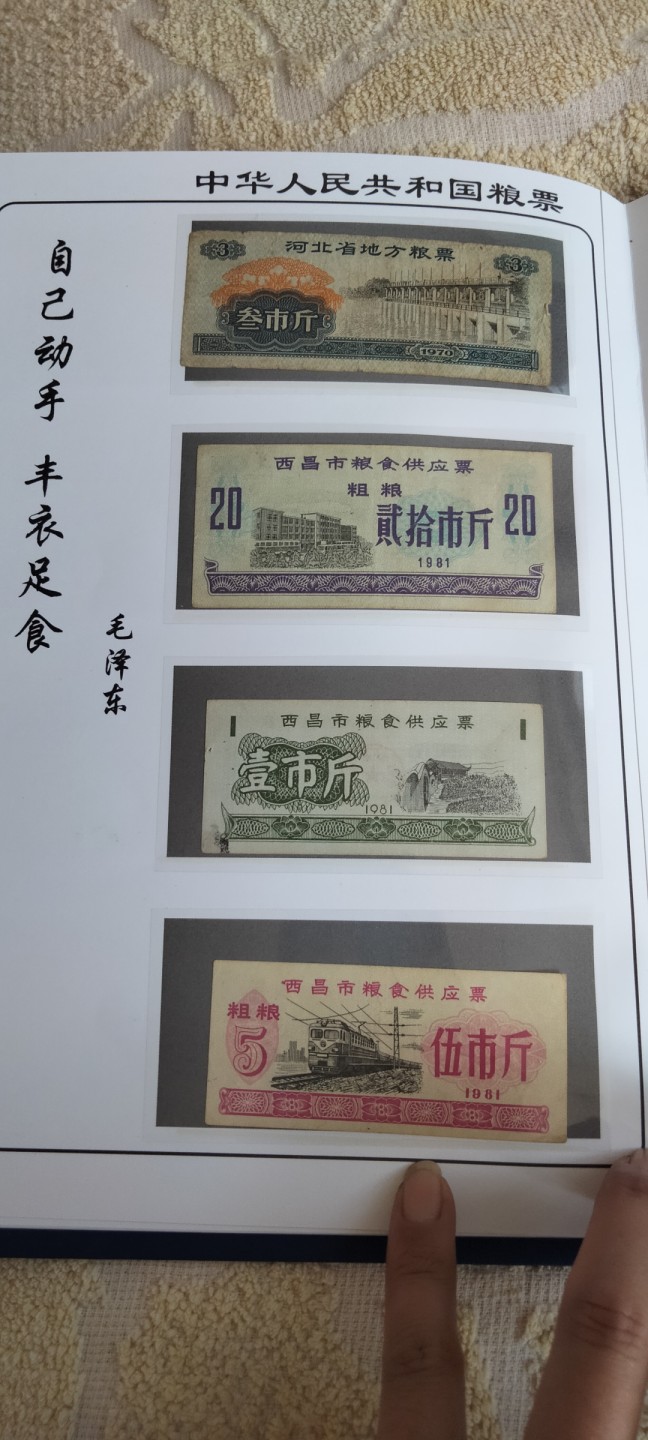 中华人民共和国粮票
自己动手 丰衣足食
毛泽东
3 河北省地方粮票 3
叁市斤
1970
西昌市粮食供应票
粗粮
20 贰拾市斤 20
1981
1 西昌市粮食供应票 1
壹市斤
1981
西昌市粮食供应票
粗粮
5 伍市斤
1981